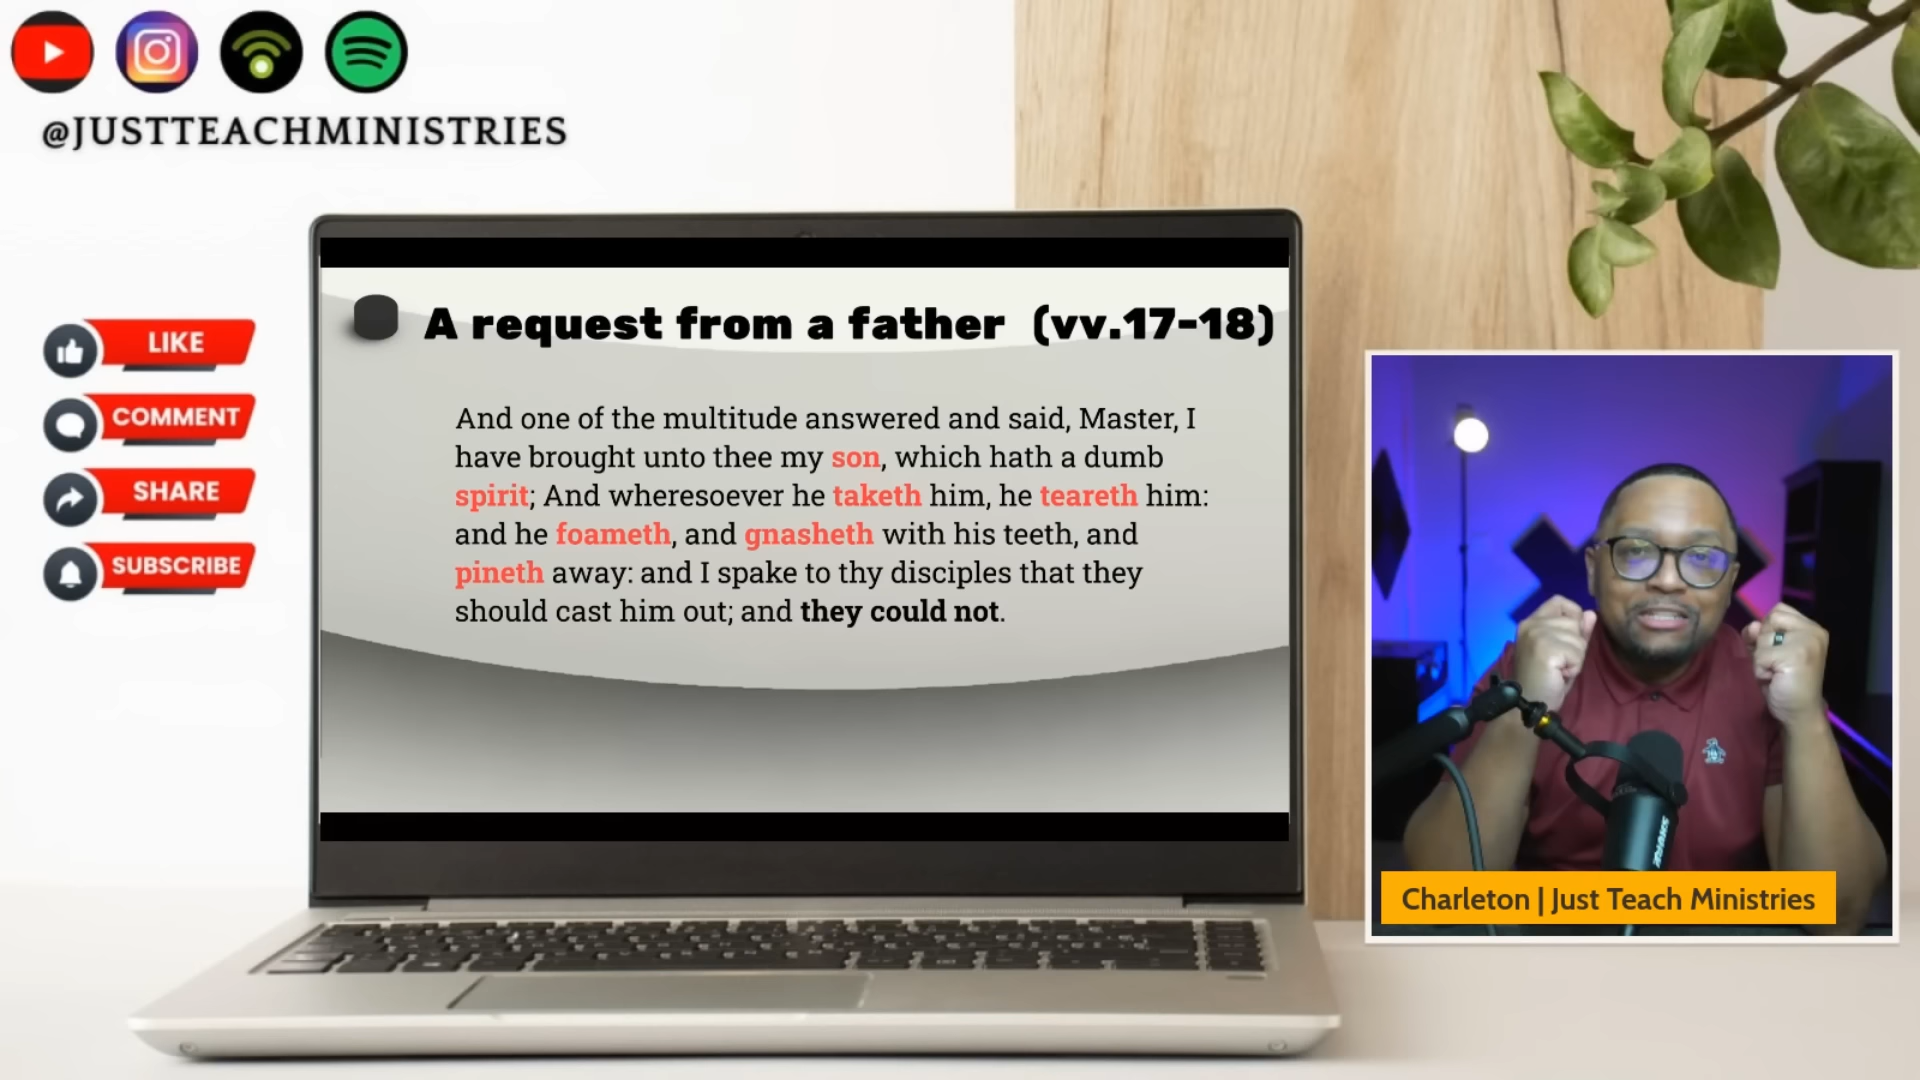 @JUSTTEACHMINISTRIES
LIKE
COMMENT
SHARE
SUBSCRIBE
A request from a father (vv.17-18)
And one of the multitude answered and said, Master, I
have brought unto thee my son, which hath a dumb
spirit; And wheresoever he taketh him, he teareth him:
and he foameth, and gnasheth with his teeth, and
pineth away: and I spake to thy disciples that they
should cast him out; and they could not.
SHURE
Charleton | Just Teach Ministries